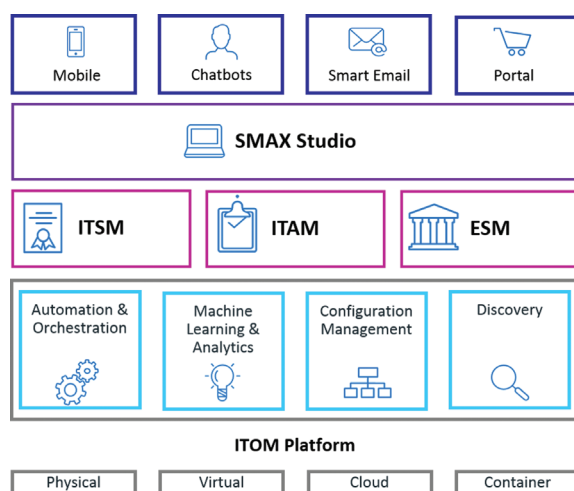 Mobile
Chatbots
Smart Email
Portal
SMAX Studio
ITSM
ITAM
ESM
Automation &
Orchestration
Machine
Learning &
Analytics
Configuration
Management
Discovery
ITOM Platform
Physical
Virtual
Cloud
Container